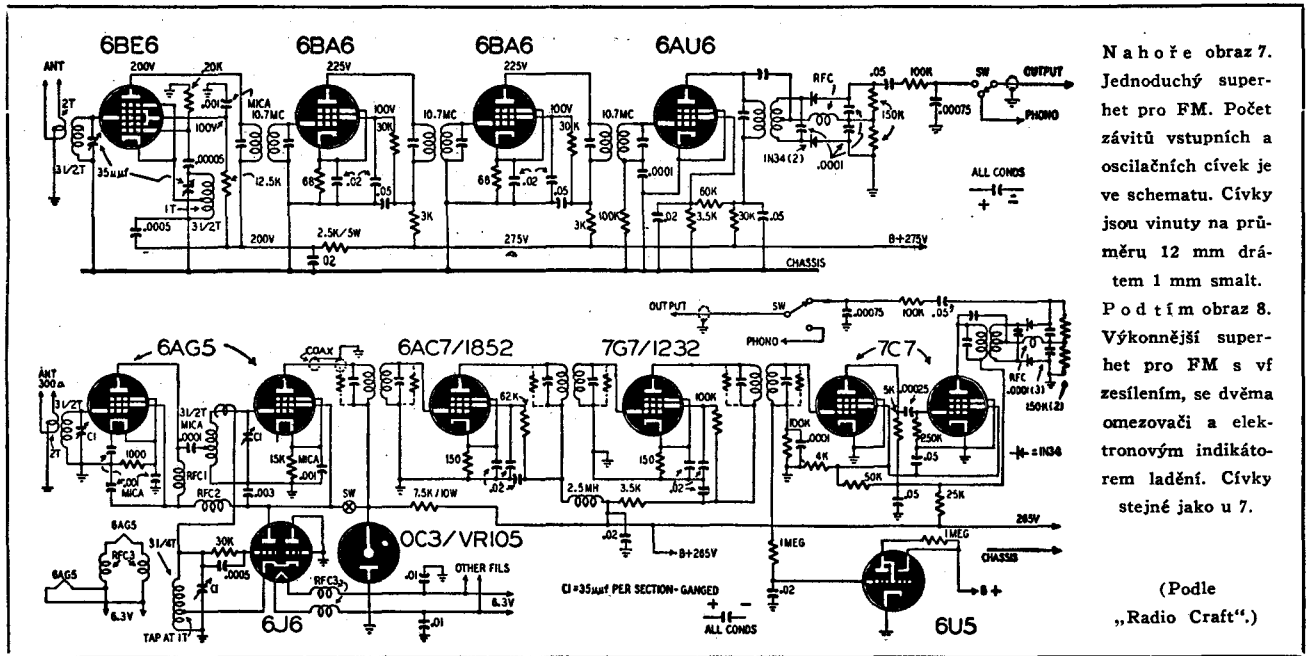 6BE6
6BA6
6BA6
6AU6
ANT
200V
20K
225V
225V
2T
.001
MICA
100V
100V
100V
RFC
.05
100K
SW
OUTPUT
PHONO
10.7MC
30K
10.7MC
30K
10.7MC
150K
.00075
1N34(2)
.0001
31/2T
35μμf
.00005
12.5K
68
.02
.05
68
.02
.05
.0001
60K
ALL CONDS
+ −
1T
31/2T
.0005
3K
3K
100K
.02
3.5K
30K
.05
200V
2.5K/5W
275V
B+275V
.02
CHASSIS
OUTPUT
SW
.00075
100K
.05
PHONO
6AG5
COAX
6AC7/1852
7G7/1232
7C7
ANT
300Ω
31/2T
C1
2T
31/2T
MICA
.0001
C1
62K
100K
5K
.00025
RFC
.0001(3)
150K(2)
=1N34
1000
.001
MICA
RFC1
15K
MICA
.001
150
.02
150
.02
100K
.0001
4K
250K
.05
RFC2
.003
SW
7.5K/10W
2.5MH
3.5K
50K
.05
25K
265V
6AG5
RFC3
6AG5
6.3V
31/4T
30K
.0005
C1
TAP AT 1T
6J6
OC3/VR105
RFC3
.01
OTHER FILS
6.3V
.01
.02
B+265V
1MEG
1MEG
CHASSIS
C1=35μμf PER SECTION-GANGED
+ −
ALL CONDS
.02
6U5
B+
Nahoře obraz 7.
Jednoduchý super-
het pro FM. Počet
závitů vstupních a
oscilačních cívek je
ve schematu. Cívky
jsou vinuty na prů-
měru 12 mm drá-
tem 1 mm smalt.
Pod tím obraz 8.
Výkonnější super-
het pro FM s vf
zesílením, se dvěma
omezovači a elek-
tronovým indikáto-
rem ladění. Cívky
stejné jako u 7.
(Podle
„Radio Craft“.)